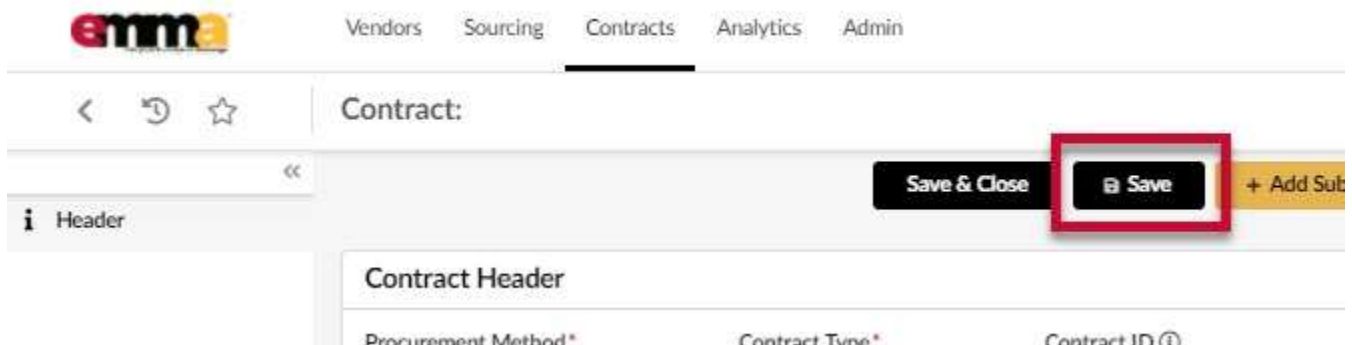 emma
Vendors Sourcing Contracts Analytics Admin
Contract:
Save & Close Save + Add Sub
Header
Contract Header
Procurement Method* Contract Type* Contract ID